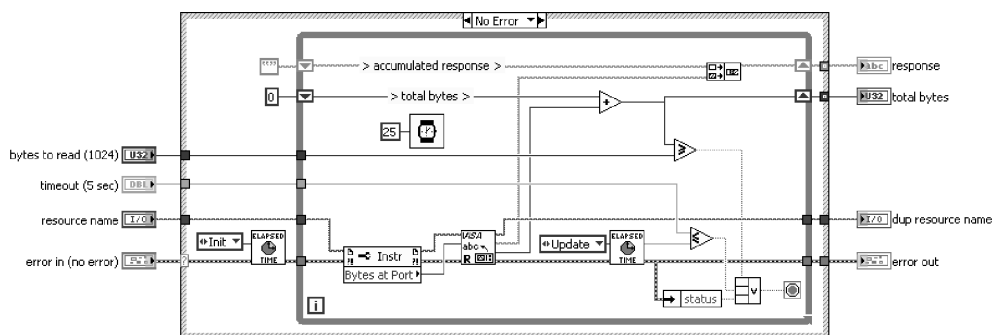 No Error
""
> accumulated response >
response
abc
0
> total bytes >
U32
total bytes
25
bytes to read (1024)
U32
timeout (5 sec)
DBL
resource name
I/O
I/O
dup resource name
Init
ELAPSED
TIME
Instr
Bytes at Port
VISA
abc
R
Update
ELAPSED
TIME
error in (no error)
error out
status
i